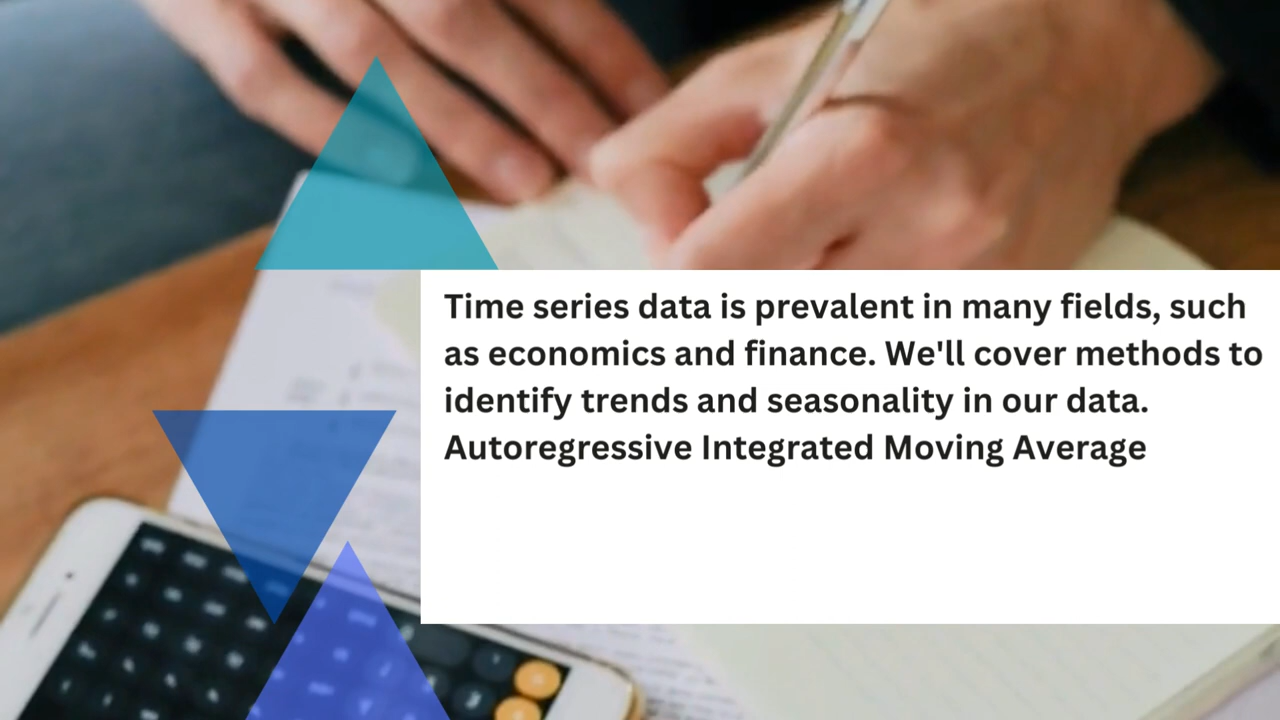 Time series data is prevalent in many fields, such
as economics and finance. We'll cover methods to
identify trends and seasonality in our data.
Autoregressive Integrated Moving Average